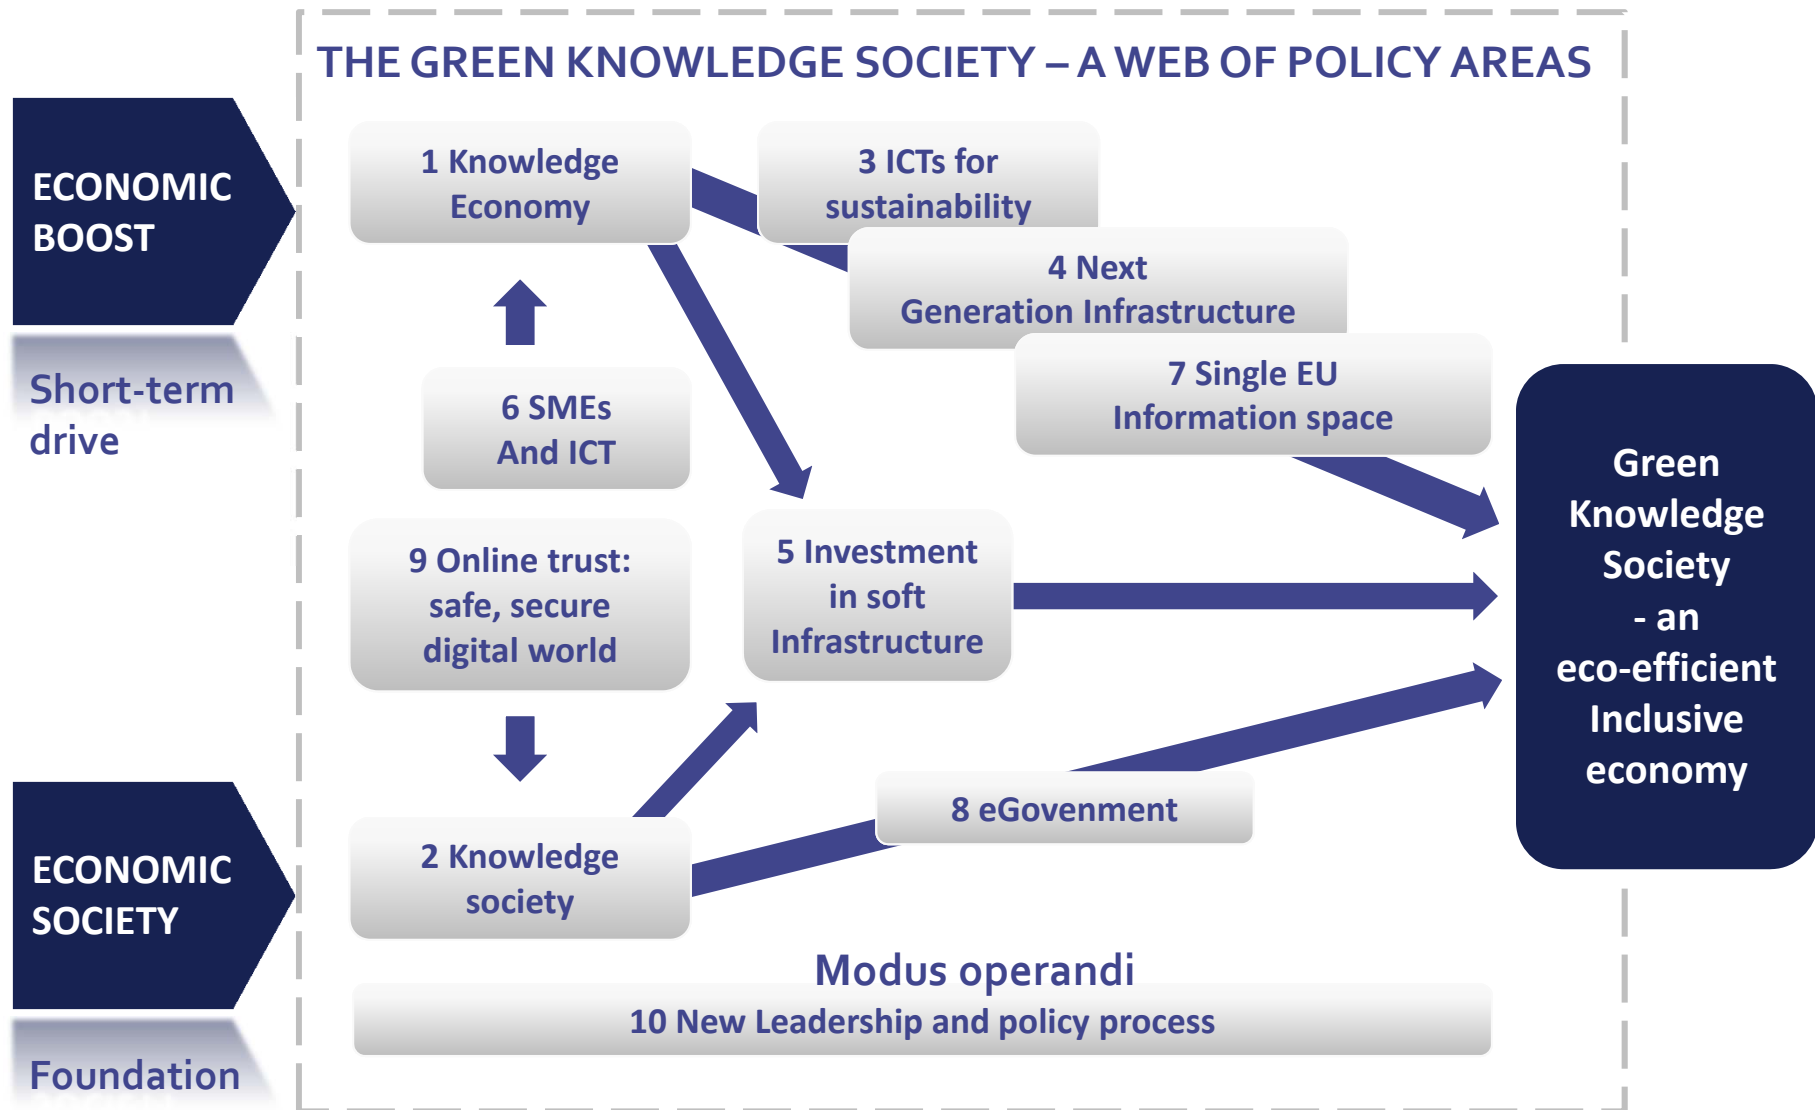 THE GREEN KNOWLEDGE SOCIETY – A WEB OF POLICY AREAS
ECONOMIC
BOOST
Short-term
drive
1 Knowledge
Economy
3 ICTs for
sustainability
4 Next
Generation Infrastructure
7 Single EU
Information space
6 SMEs
And ICT
9 Online trust:
safe, secure
digital world
5 Investment
in soft
Infrastructure
Green
Knowledge
Society
- an
eco-efficient
Inclusive
economy
8 eGovenment
ECONOMIC
SOCIETY
Foundation
2 Knowledge
society
Modus operandi
10 New Leadership and policy process